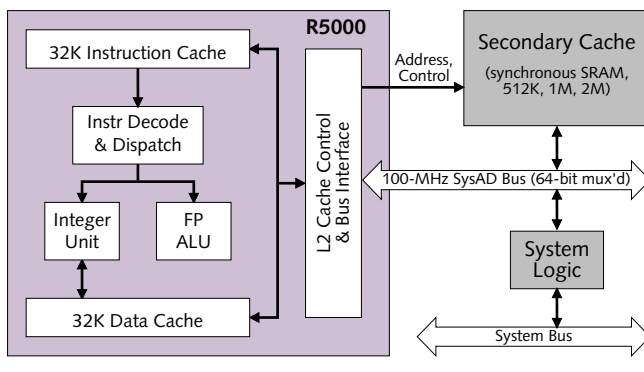 R5000
32K Instruction Cache
Instr Decode
& Dispatch
Integer
Unit
FP
ALU
32K Data Cache
L2 Cache Control
& Bus Interface
Address,
Control
Secondary Cache
(synchronous SRAM,
512K, 1M, 2M)
100-MHz SysAD Bus (64-bit mux'd)
System
Logic
System Bus